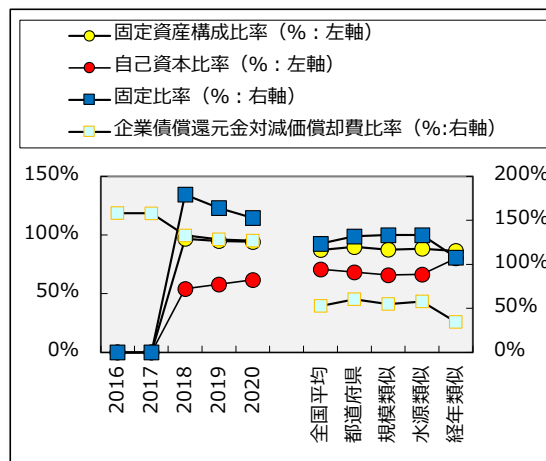 固定資産構成比率（%：左軸）
自己資本比率（%：左軸）
固定比率（%：右軸）
企業債償還元金対減価償却費比率（%:右軸）
150%
100%
50%
0%
200%
150%
100%
50%
0%
2016
2017
2018
2019
2020
全国平均
都道府県
規模類似
水源類似
経年類似